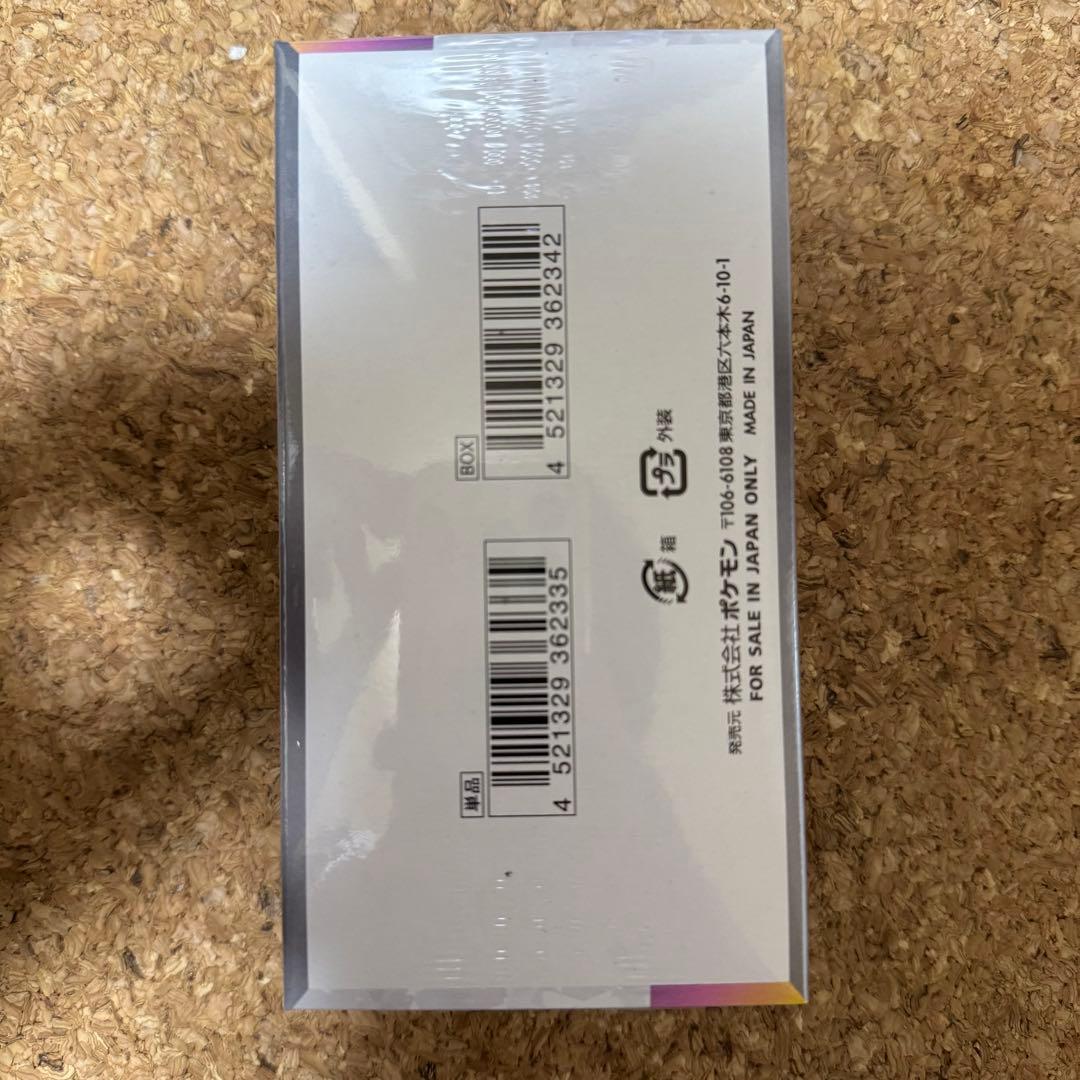 単品
4 521329 362335
BOX
4 521329 362342
紙 箱
プラ 外装
発売元 株式会社 ポケモン 〒106-6108 東京都港区六本木6-10-1
FOR SALE IN JAPAN ONLY MADE IN JAPAN